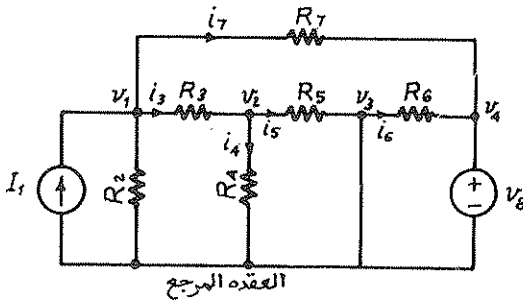 i₇ R₇
v₁ i₃ R₃ v₂ R₅ v₃ R₆ v₄
i₅ i₆
i₄
I₁ R₂ R₄ + − v₈
العقده المرجع